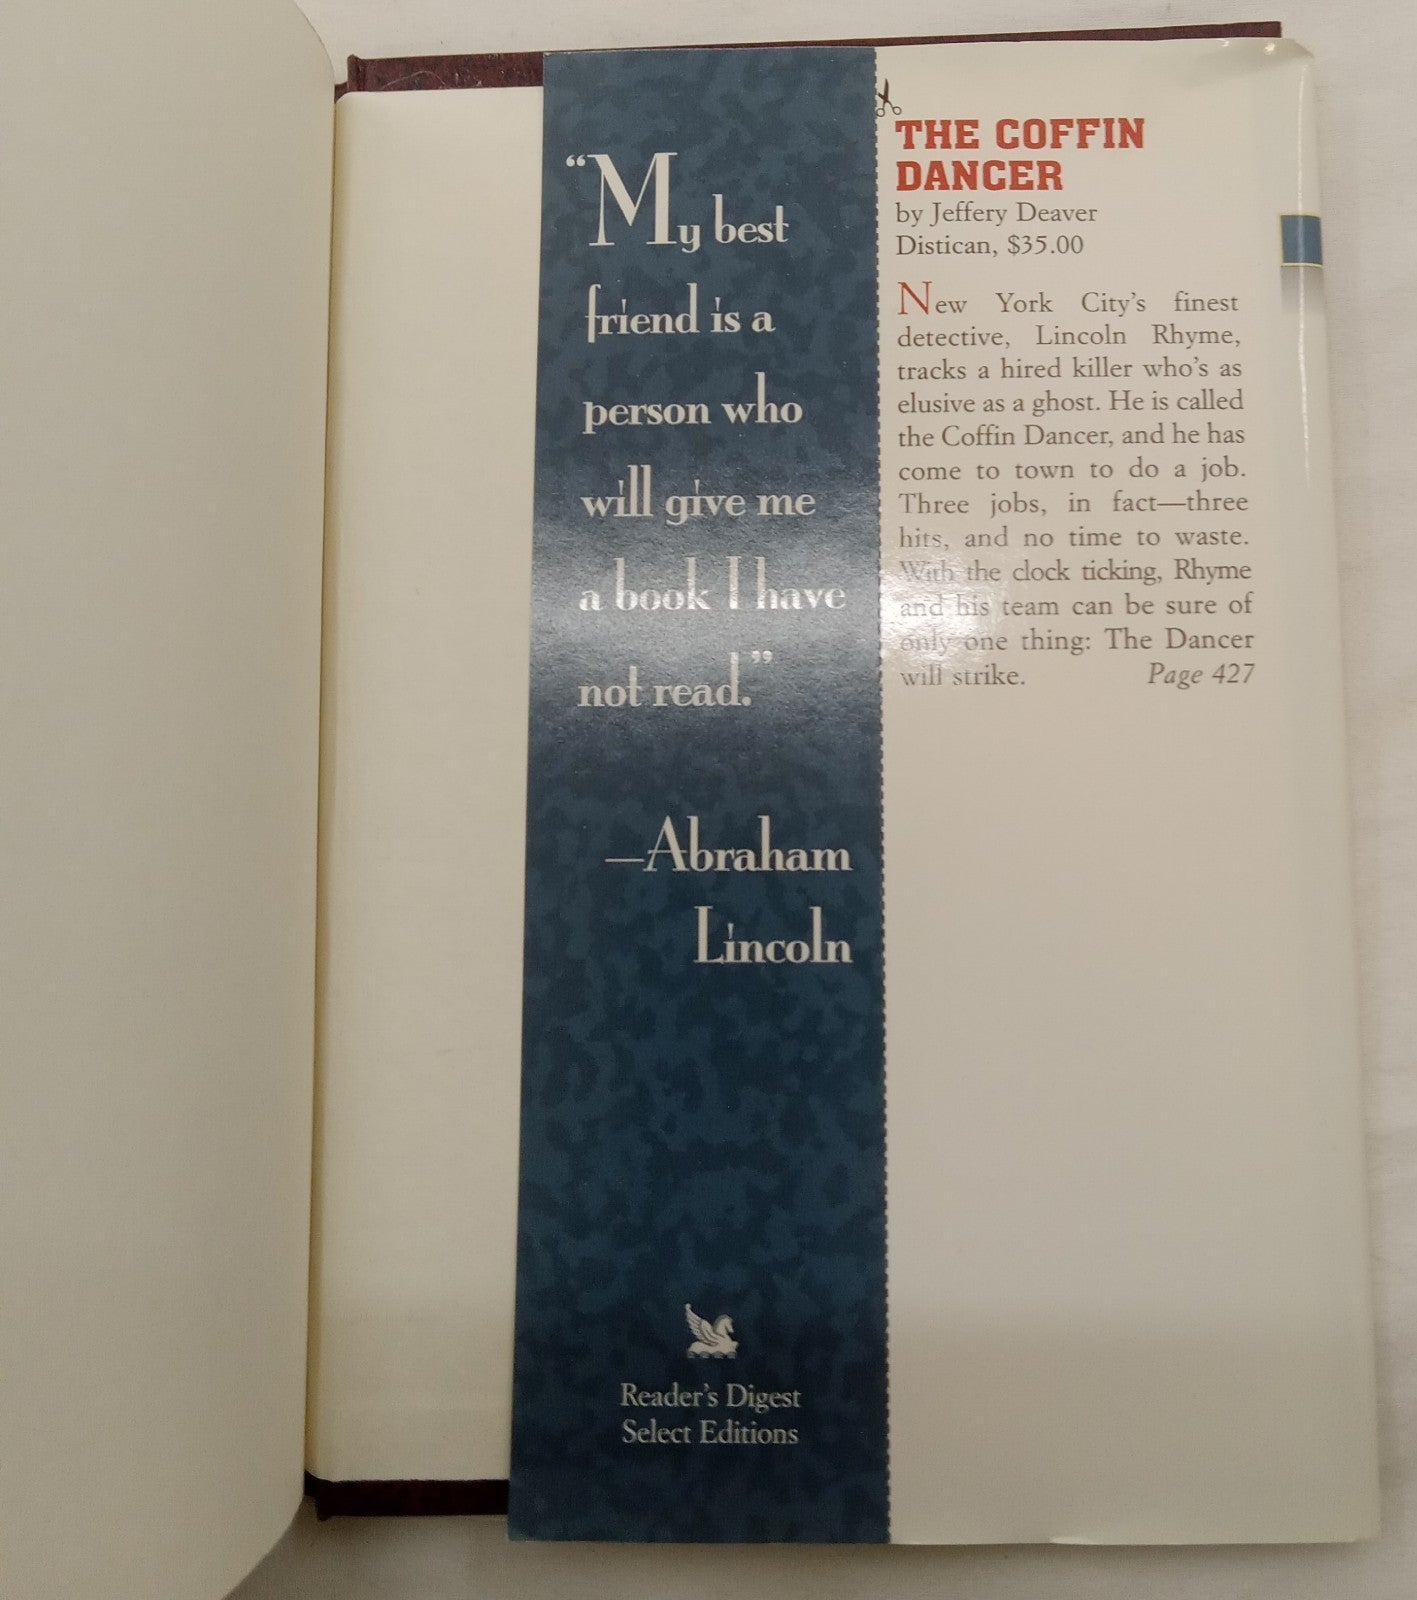 “My best
friend is a
person who
will give me
a book I have
not read.”
—Abraham
Lincoln
Reader's Digest
Select Editions
THE COFFIN
DANCER
by Jeffery Deaver
Distican, $35.00
New York City's finest
detective, Lincoln Rhyme,
tracks a hired killer who's as
elusive as a ghost. He is called
the Coffin Dancer, and he has
come to town to do a job.
Three jobs, in fact—three
hits, and no time to waste.
With the clock ticking, Rhyme
and his team can be sure of
only one thing: The Dancer
will strike. Page 427